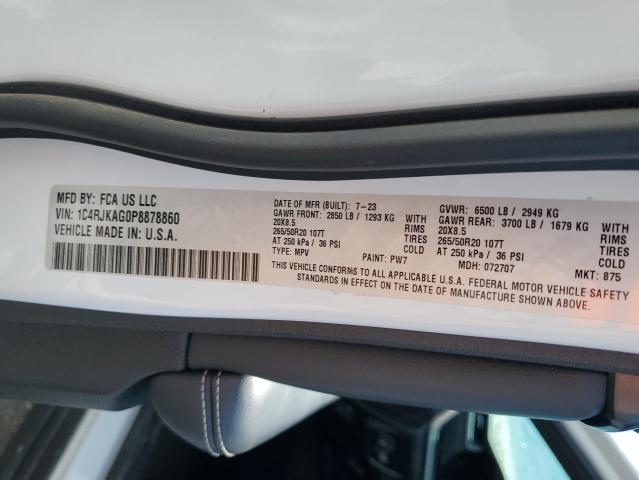 MFD BY: FCA US LLC
VIN: 1C4RJKAG0P8878860
VEHICLE MADE IN: U.S.A.
DATE OF MFR (BUILT): 7-23
GAWR FRONT: 2850 LB / 1293 KG WITH
20X8.5 RIMS
265/50R20 107T TIRES
AT 250 kPa / 36 PSI COLD
TYPE: MPV PAINT: PW7
GVWR: 6500 LB / 2949 KG
GAWR REAR: 3700 LB / 1679 KG WITH
20X8.5 RIMS
265/50R20 107T TIRES
AT 250 kPa / 36 PSI COLD
MDH: 072707 MKT: 875
THIS VEHICLE CONFORMS TO ALL APPLICABLE U.S.A. FEDERAL MOTOR VEHICLE SAFETY
STANDARDS IN EFFECT ON THE DATE OF MANUFACTURE SHOWN ABOVE.